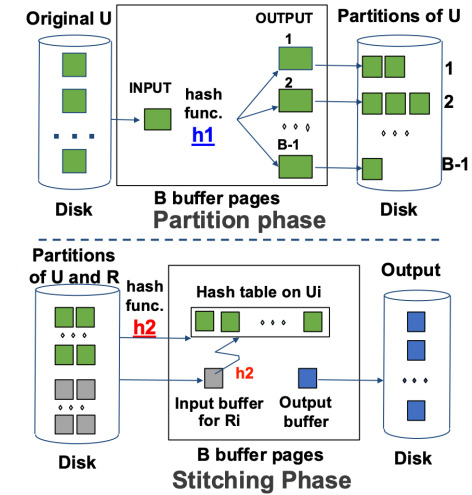 Original U
OUTPUT
Partitions of U
1
INPUT
hash
func.
h1
2
B-1
1
2
B-1
Disk
B buffer pages
Disk
Partition phase
Partitions
of U and R
hash
func.
h2
Hash table on Ui
Output
h2
Input buffer
for Ri
Output
buffer
Disk
B buffer pages
Disk
Stitching Phase